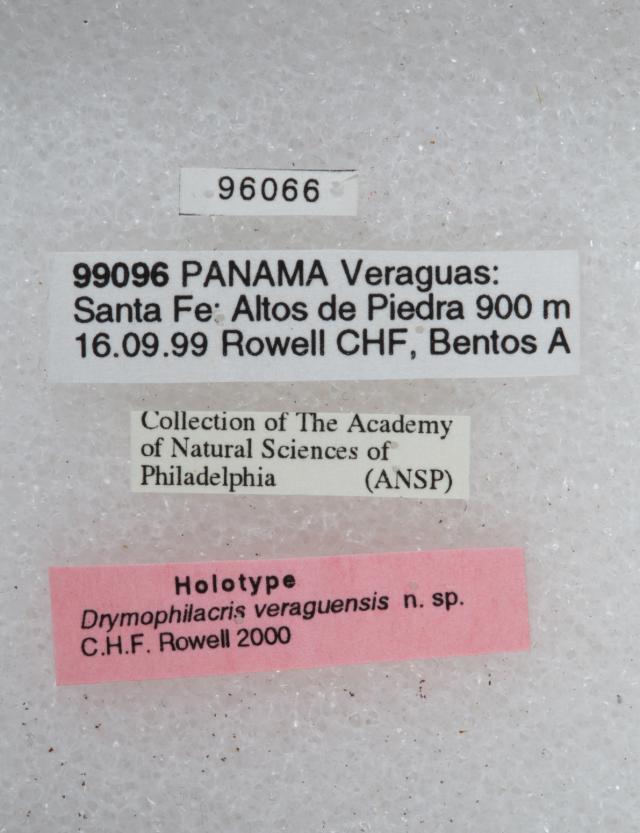 96066
99096 PANAMA Veraguas:
Santa Fe: Altos de Piedra 900 m
16.09.99 Rowell CHF, Bentos A
Collection of The Academy
of Natural Sciences of
Philadelphia (ANSP)
Holotype
Drymophilacris veraguensis n. sp.
C.H.F. Rowell 2000